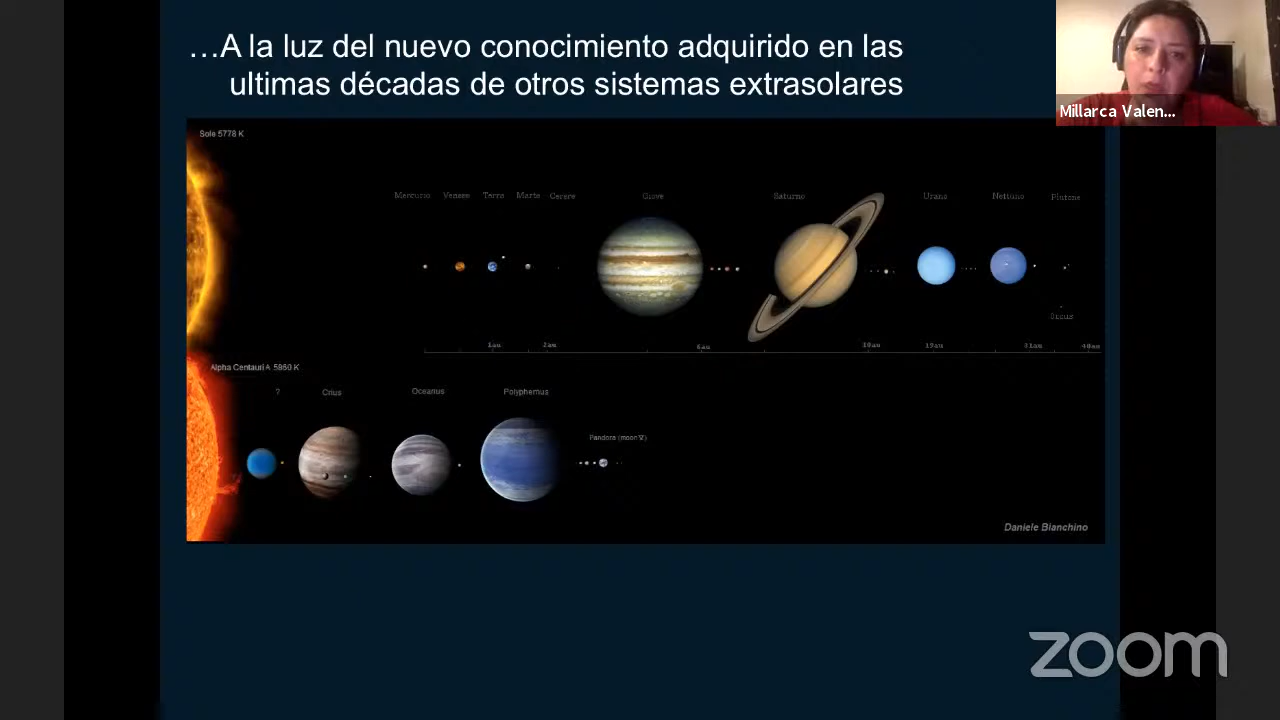 …A la luz del nuevo conocimiento adquirido en las
ultimas décadas de otros sistemas extrasolares
Millarca Valen...
Sole 5778 K
Mercurio Venere Terra Marte Cerere Giove Saturno Urano Nettuno Plutone
Orcus
1au 2au 6au 10au 19au 31au 40au
Alpha Centauri A 5860 K
? Crius Oceanus Polyphemus
Pandora (moon V)
Daniele Bianchino
zoom